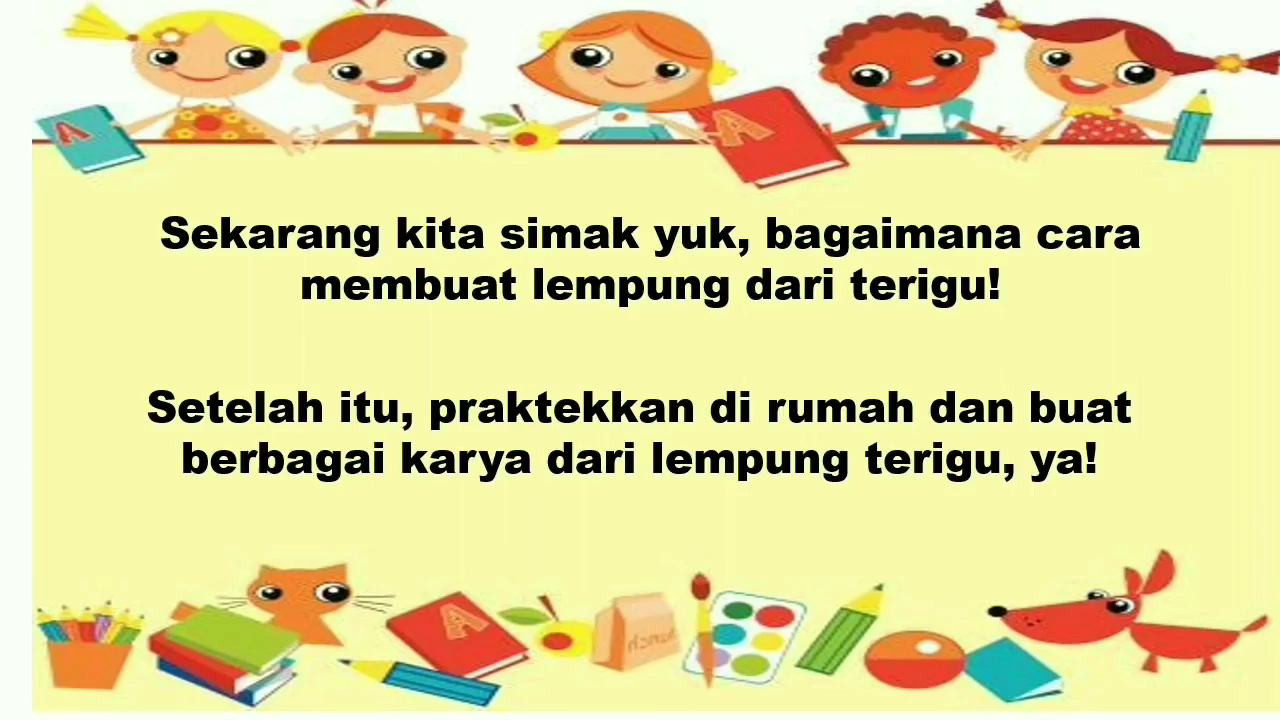 A
A
Sekarang kita simak yuk, bagaimana cara
membuat lempung dari terigu!
Setelah itu, praktekkan di rumah dan buat
berbagai karya dari lempung terigu, ya!
A